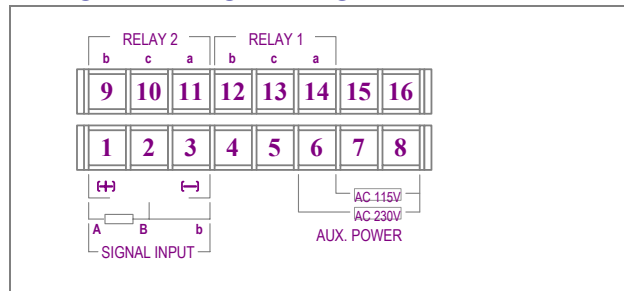 RELAY 2 RELAY 1
b c a b c a
9 10 11 12 13 14 15 16
1 2 3 4 5 6 7 8
(+) (—)
AC 115V
A B b AC 230V
SIGNAL INPUT AUX. POWER